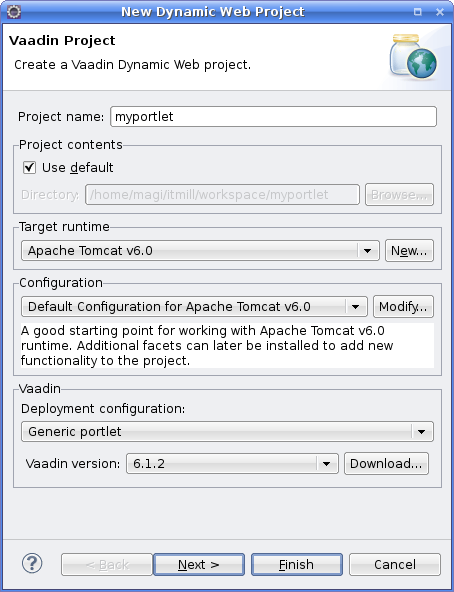 New Dynamic Web Project
Vaadin Project
Create a Vaadin Dynamic Web project.
Project name: myportlet
Project contents
Use default
Directory: /home/magi/itmill/workspace/myportlet Browse...
Target runtime
Apache Tomcat v6.0 New...
Configuration
Default Configuration for Apache Tomcat v6.0 Modify...
A good starting point for working with Apache Tomcat v6.0
runtime. Additional facets can later be installed to add new
functionality to the project.
Vaadin
Deployment configuration:
Generic portlet
Vaadin version: 6.1.2 Download...
? < Back Next > Finish Cancel